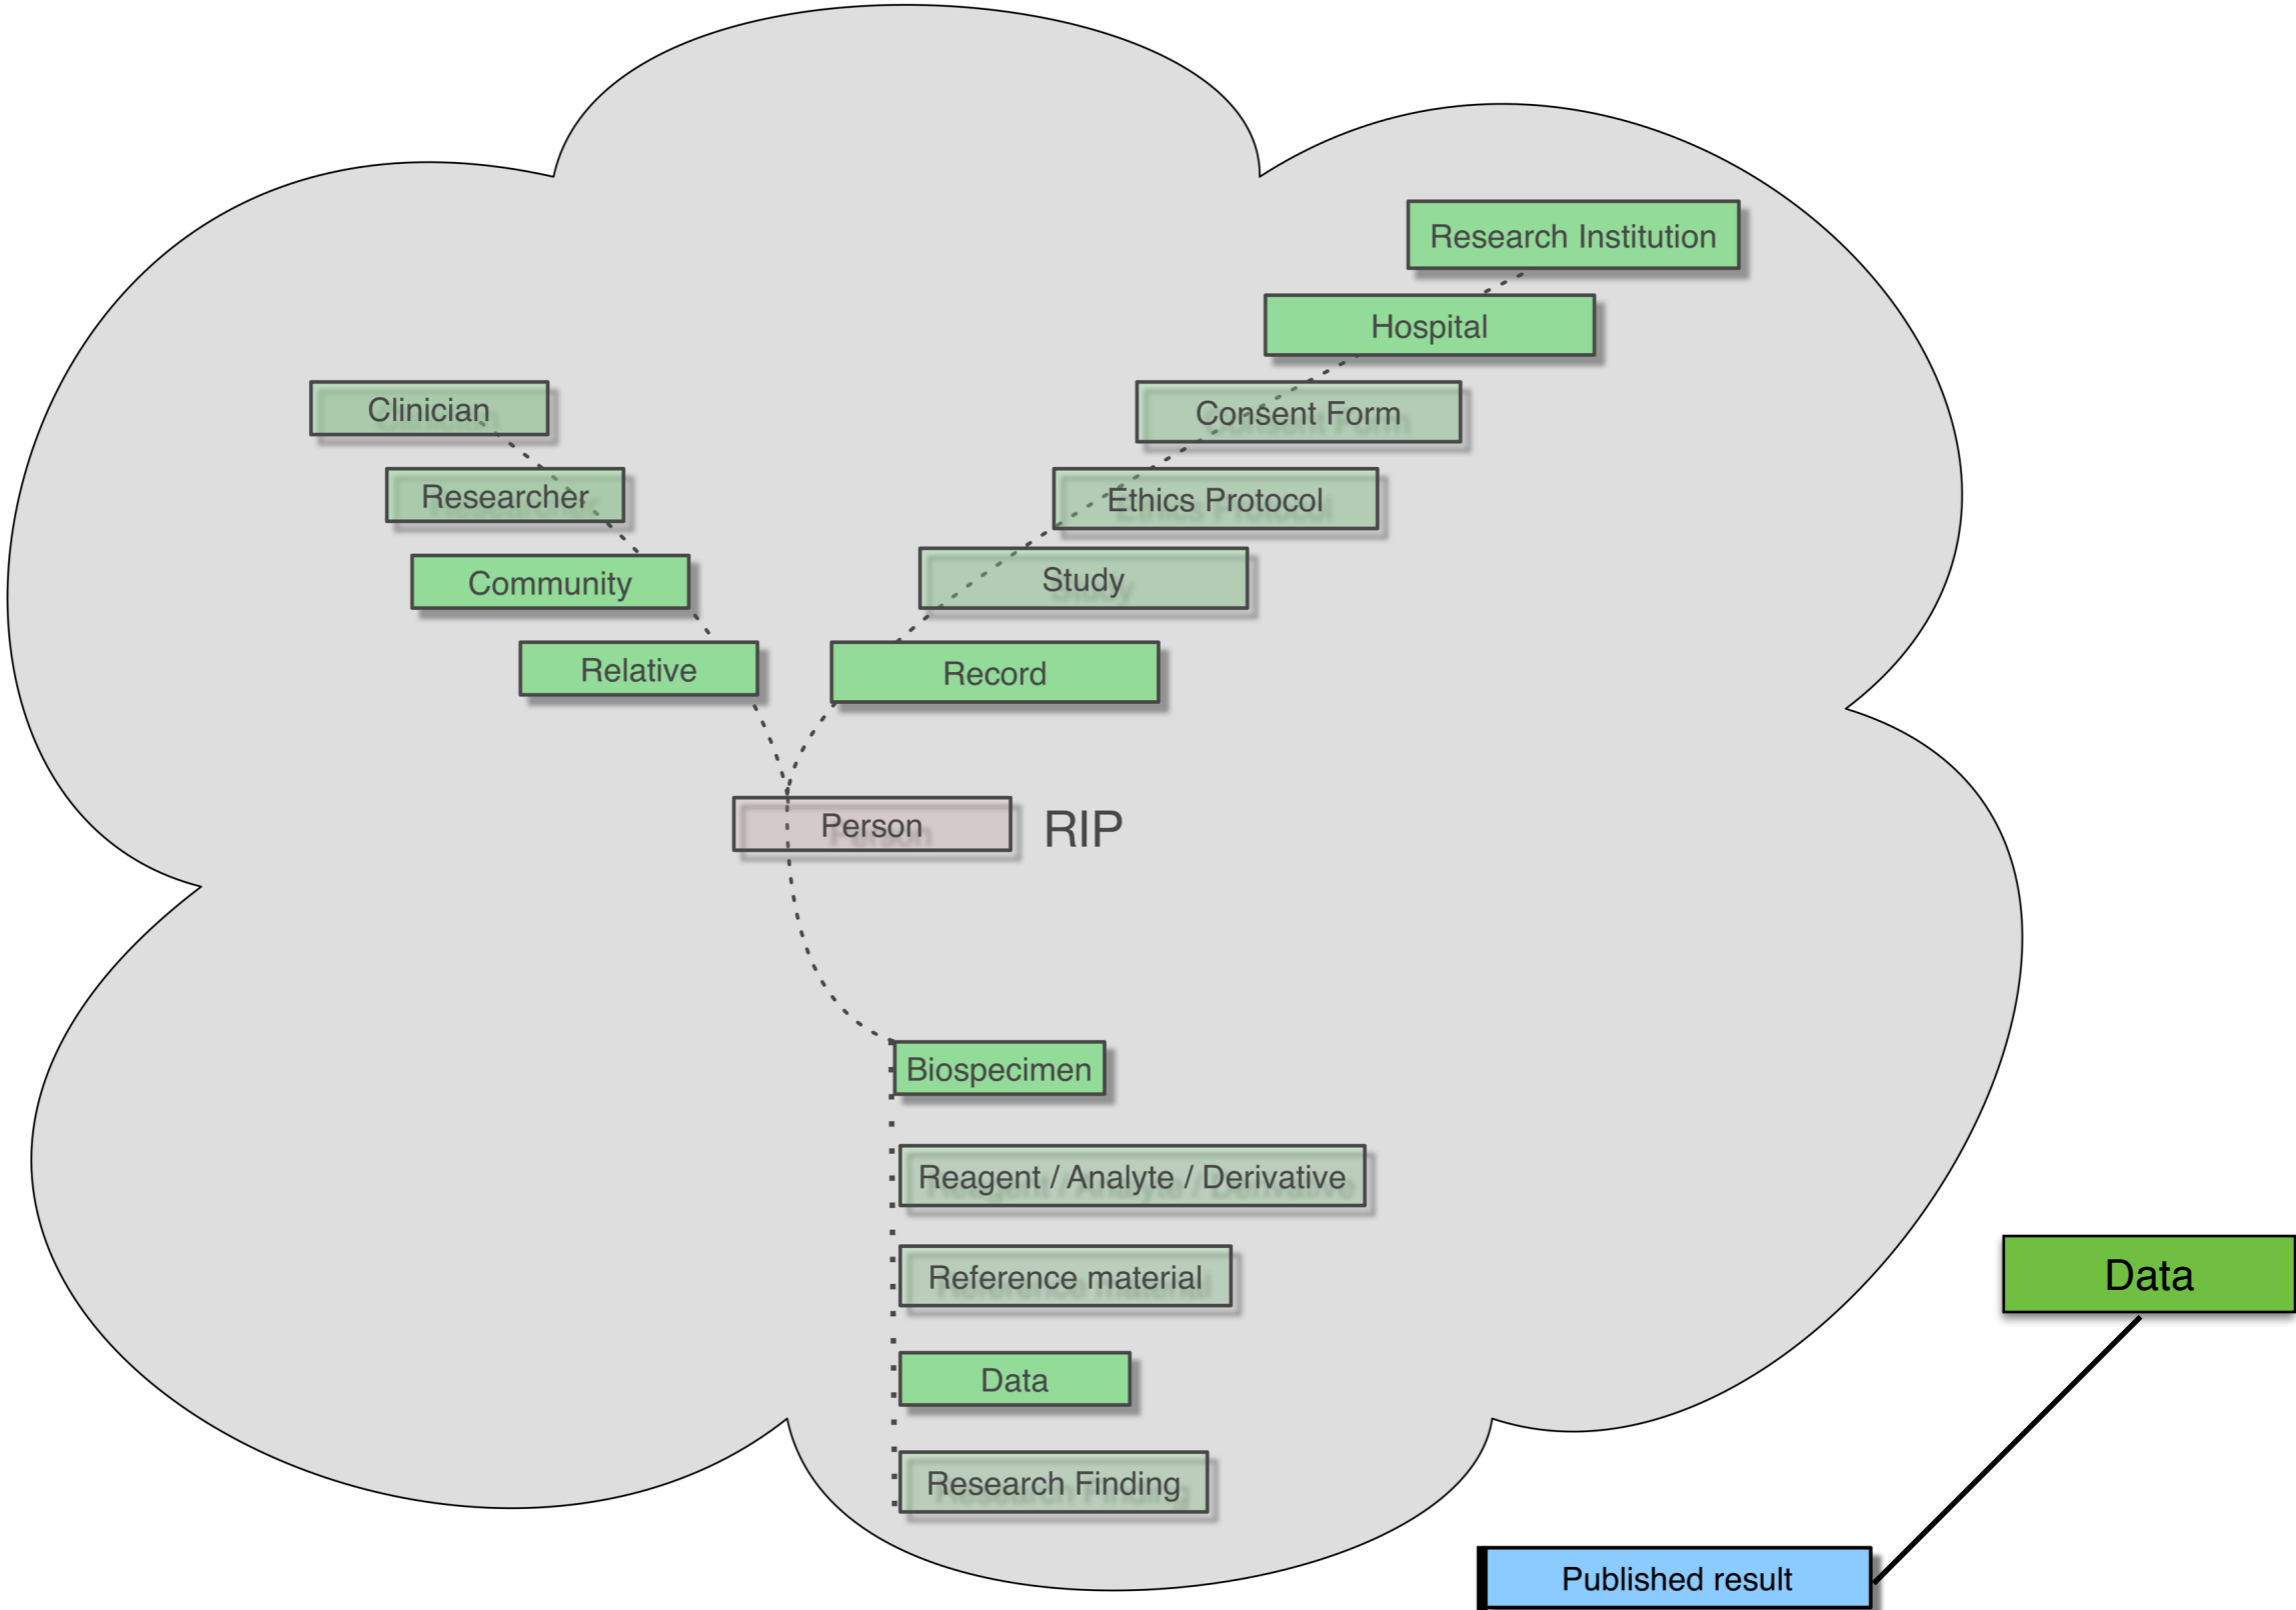 Research Institution
Hospital
Clinician
Consent Form
Researcher
Ethics Protocol
Community
Study
Relative
Record
Person
RIP
Biospecimen
Reagent / Analyte / Derivative
Reference material
Data
Data
Research Finding
Published result